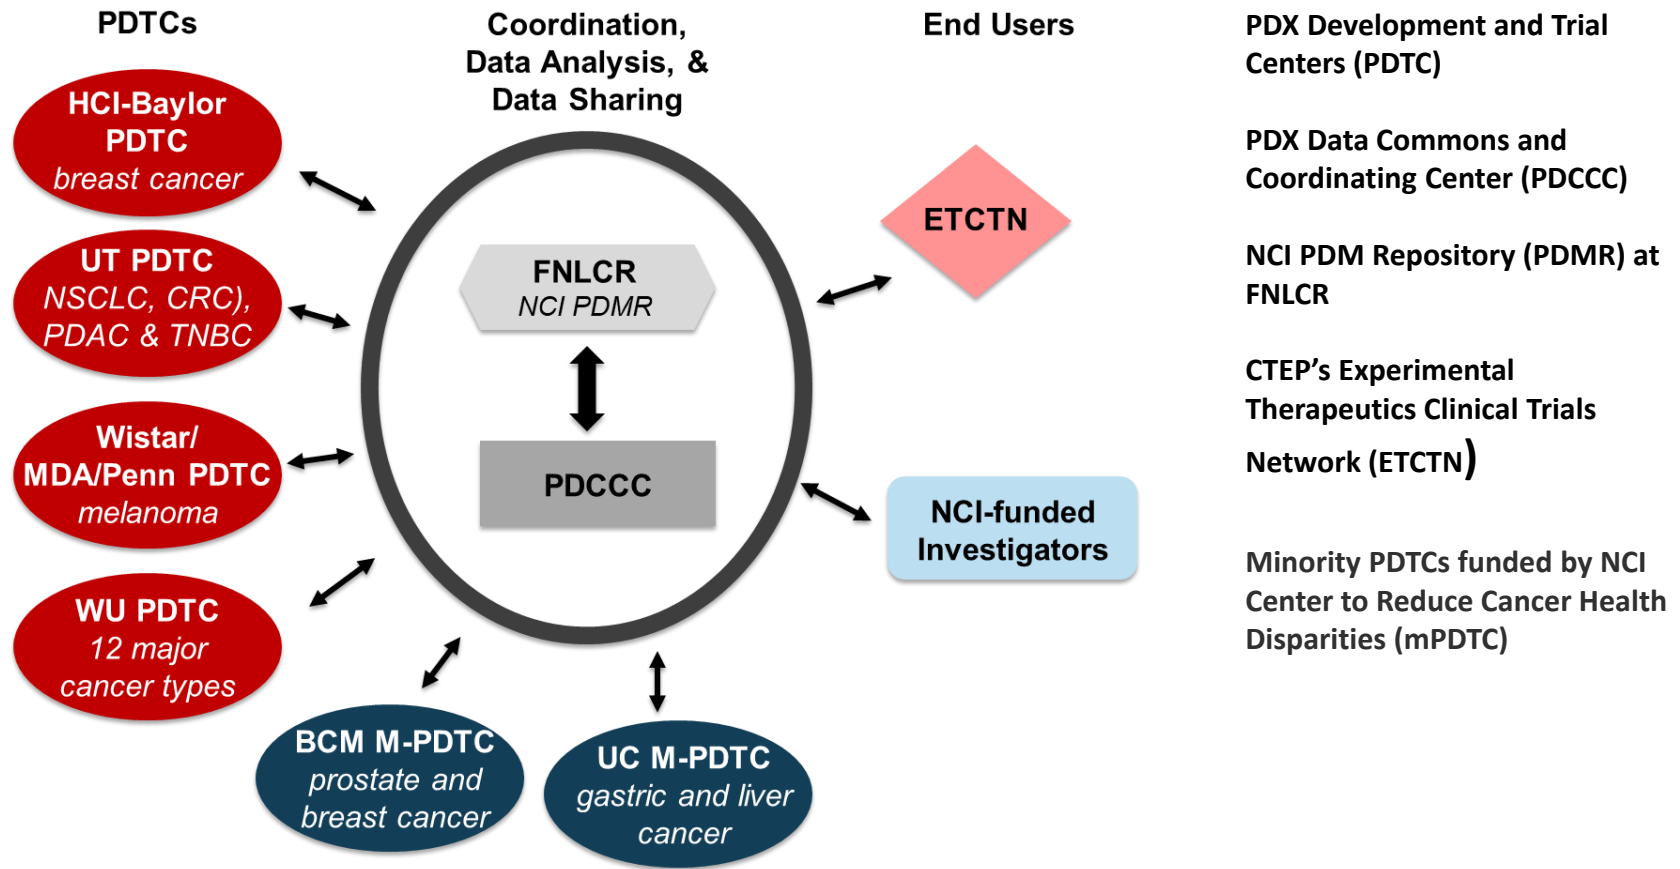 PDTCs
HCI-Baylor
PDTC
breast cancer
UT PDTC
NSCLC, CRC),
PDAC & TNBC
Wistar/
MDA/Penn PDTC
melanoma
WU PDTC
12 major
cancer types
BCM M-PDTC
prostate and
breast cancer
UC M-PDTC
gastric and liver
cancer
Coordination,
Data Analysis, &
Data Sharing
FNLCR
NCI PDMR
PDCCC
End Users
ETCTN
NCI-funded
Investigators
PDX Development and Trial
Centers (PDTC)
PDX Data Commons and
Coordinating Center (PDCCC)
NCI PDM Repository (PDMR) at
FNLCR
CTEP’s Experimental
Therapeutics Clinical Trials
Network (ETCTN)
Minority PDTCs funded by NCI
Center to Reduce Cancer Health
Disparities (mPDTC)